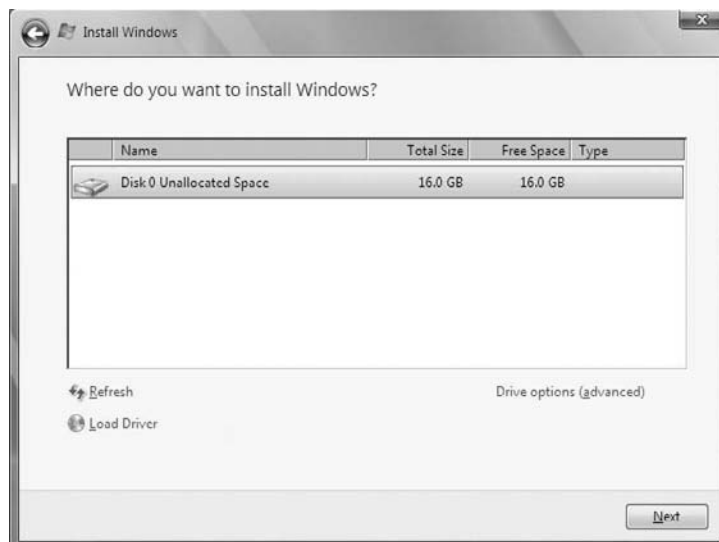 Install Windows
Where do you want to install Windows?
Name Total Size Free Space Type
Disk 0 Unallocated Space 16.0 GB 16.0 GB
Refresh Drive options (advanced)
Load Driver
Next